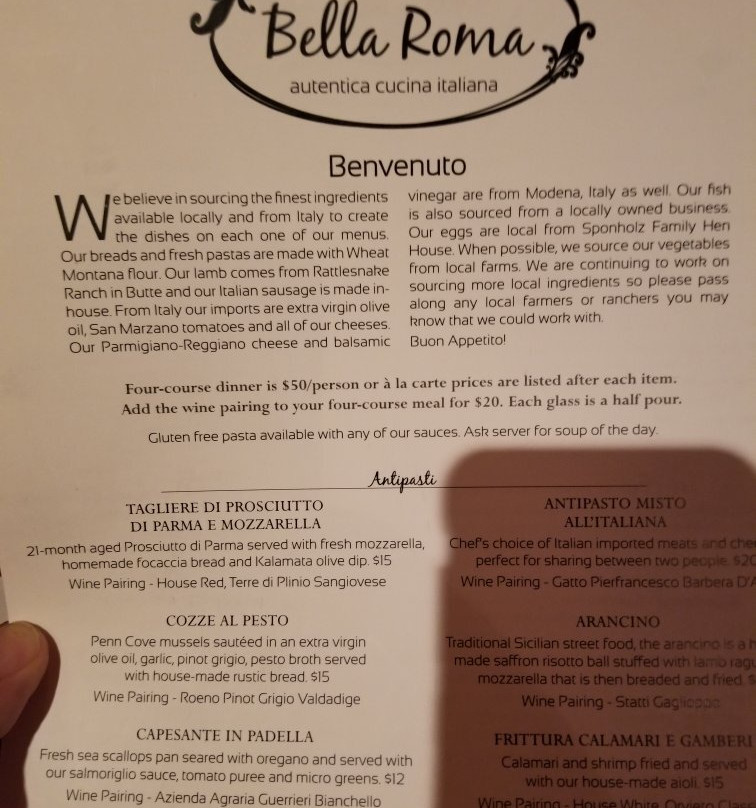 Bella Roma
autentica cucina italiana
Benvenuto
We believe in sourcing the finest ingredients
available locally and from Italy to create
the dishes on each one of our menus.
Our breads and fresh pastas are made with Wheat
Montana flour. Our lamb comes from Rattlesnake
Ranch in Butte and our Italian sausage is made in-
house. From Italy our imports are extra virgin olive
oil, San Marzano tomatoes and all of our cheeses.
Our Parmigiano-Reggiano cheese and balsamic
vinegar are from Modena, Italy as well. Our fish
is also sourced from a locally owned business.
Our eggs are local from Sponholz Family Hen
House. When possible, we source our vegetables
from local farms. We are continuing to work on
sourcing more local ingredients so please pass
along any local farmers or ranchers you may
know that we could work with.
Buon Appetito!
Four-course dinner is $50/person or à la carte prices are listed after each item.
Add the wine pairing to your four-course meal for $20. Each glass is a half pour.
Gluten free pasta available with any of our sauces. Ask server for soup of the day.
Antipasti
TAGLIERE DI PROSCIUTTO
DI PARMA E MOZZARELLA
21-month aged Prosciutto di Parma served with fresh mozzarella,
homemade focaccia bread and Kalamata olive dip. $15
Wine Pairing - House Red, Terre di Plinio Sangiovese
COZZE AL PESTO
Penn Cove mussels sautéed in an extra virgin
olive oil, garlic, pinot grigio, pesto broth served
with house-made rustic bread. $15
Wine Pairing - Roeno Pinot Grigio Valdadige
CAPESANTE IN PADELLA
Fresh sea scallops pan seared with oregano and served with
our salmoriglio sauce, tomato puree and micro greens. $12
Wine Pairing - Azienda Agraria Guerrieri Bianchello
ANTIPASTO MISTO
ALL'ITALIANA
Chef's choice of Italian imported meats and chee
perfect for sharing between two people. $20
Wine Pairing - Gatto Pierfrancesco Barbera D'A
ARANCINO
Traditional Sicilian street food, the arancino is a h
made saffron risotto ball stuffed with lamb ragu
mozzarella that is then breaded and fried. $
Wine Pairing - Statti Gaglioppo
FRITTURA CALAMARI E GAMBERI
Calamari and shrimp fried and served
with our house-made aioli. $15
Wine Pairing - House White, Orvieto